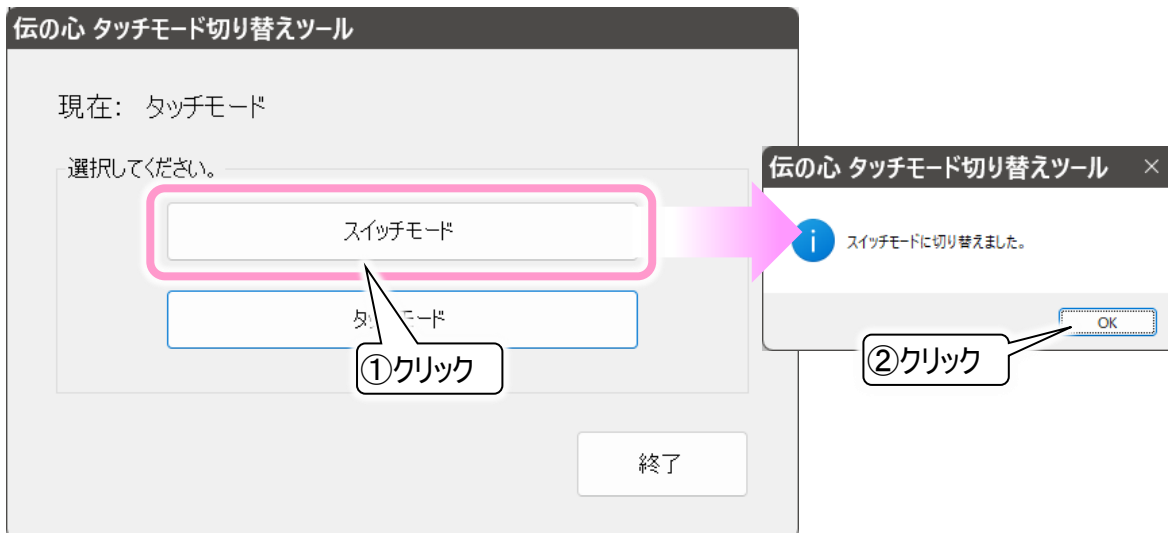 伝の心 タッチモード切り替えツール
現在: タッチモード
選択してください。
スイッチモード
①クリック
終了
伝の心 タッチモード切り替えツール
スイッチモードに切り替えました。
OK
②クリック